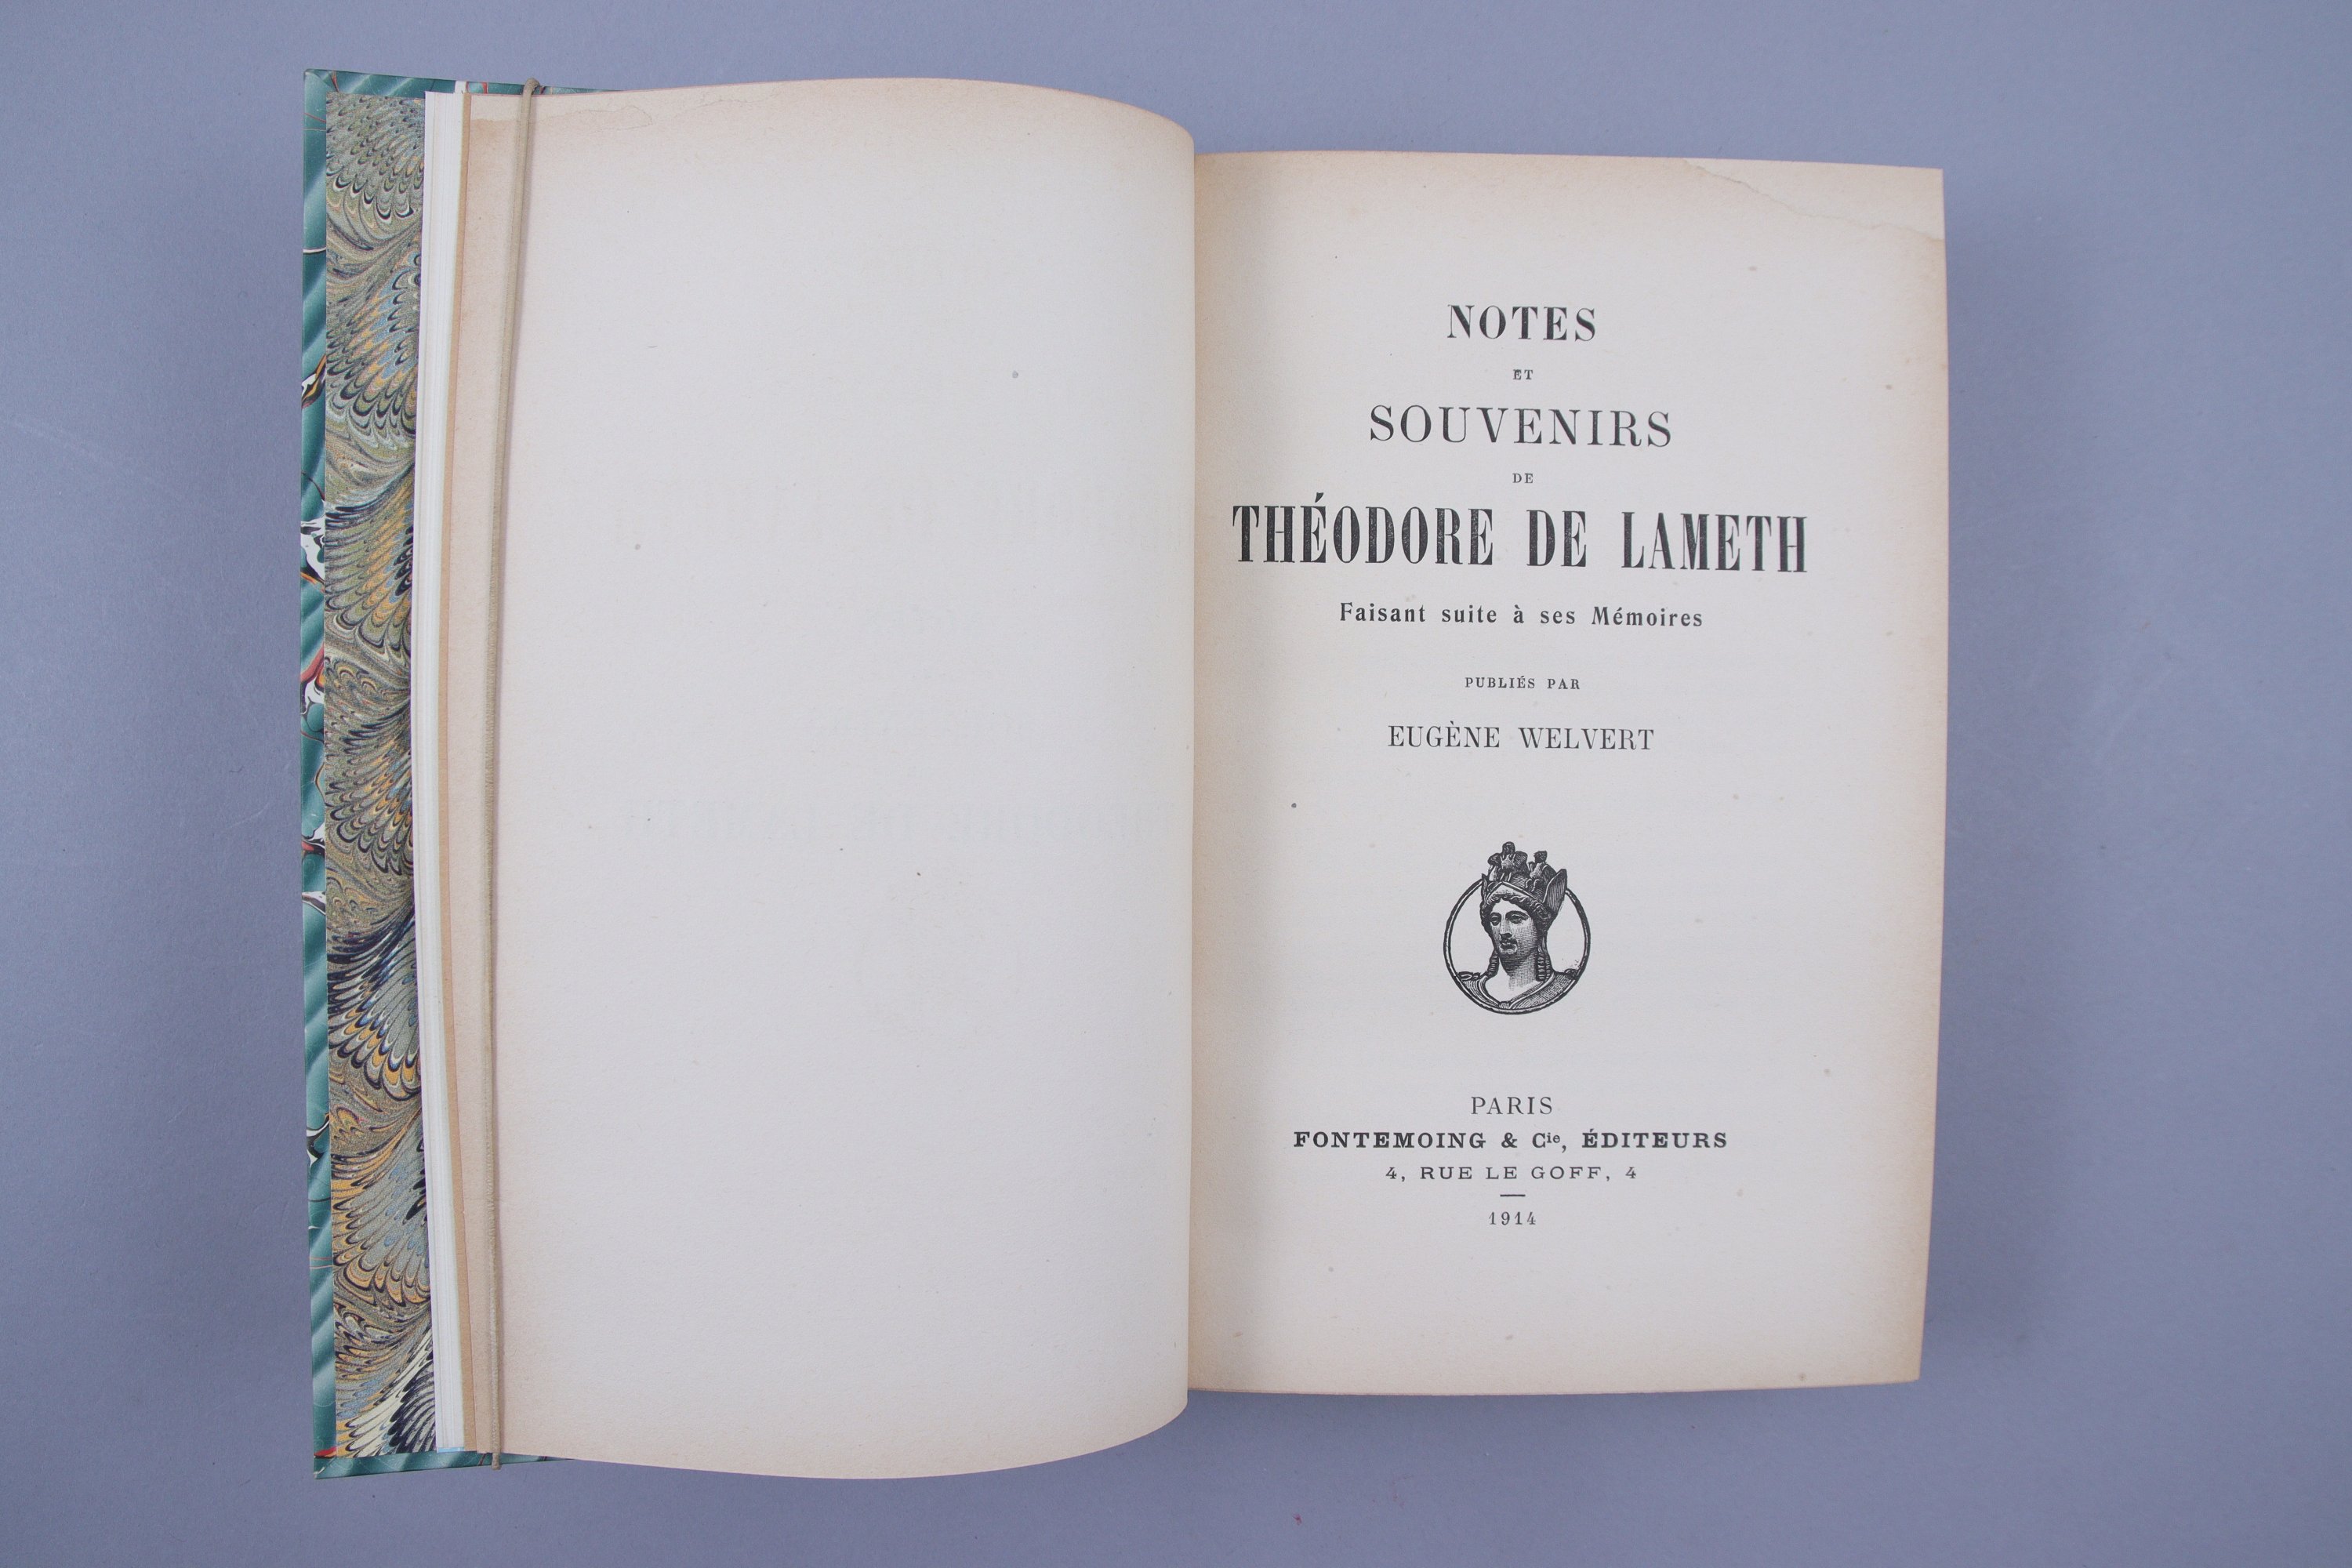 NOTES
ET
SOUVENIRS
DE
THÉODORE DE LAMETH
Faisant suite à ses Mémoires
PUBLIÉS PAR
EUGÈNE WELVERT
PARIS
FONTEMOING & Cie, ÉDITEURS
4, RUE LE GOFF, 4
1914